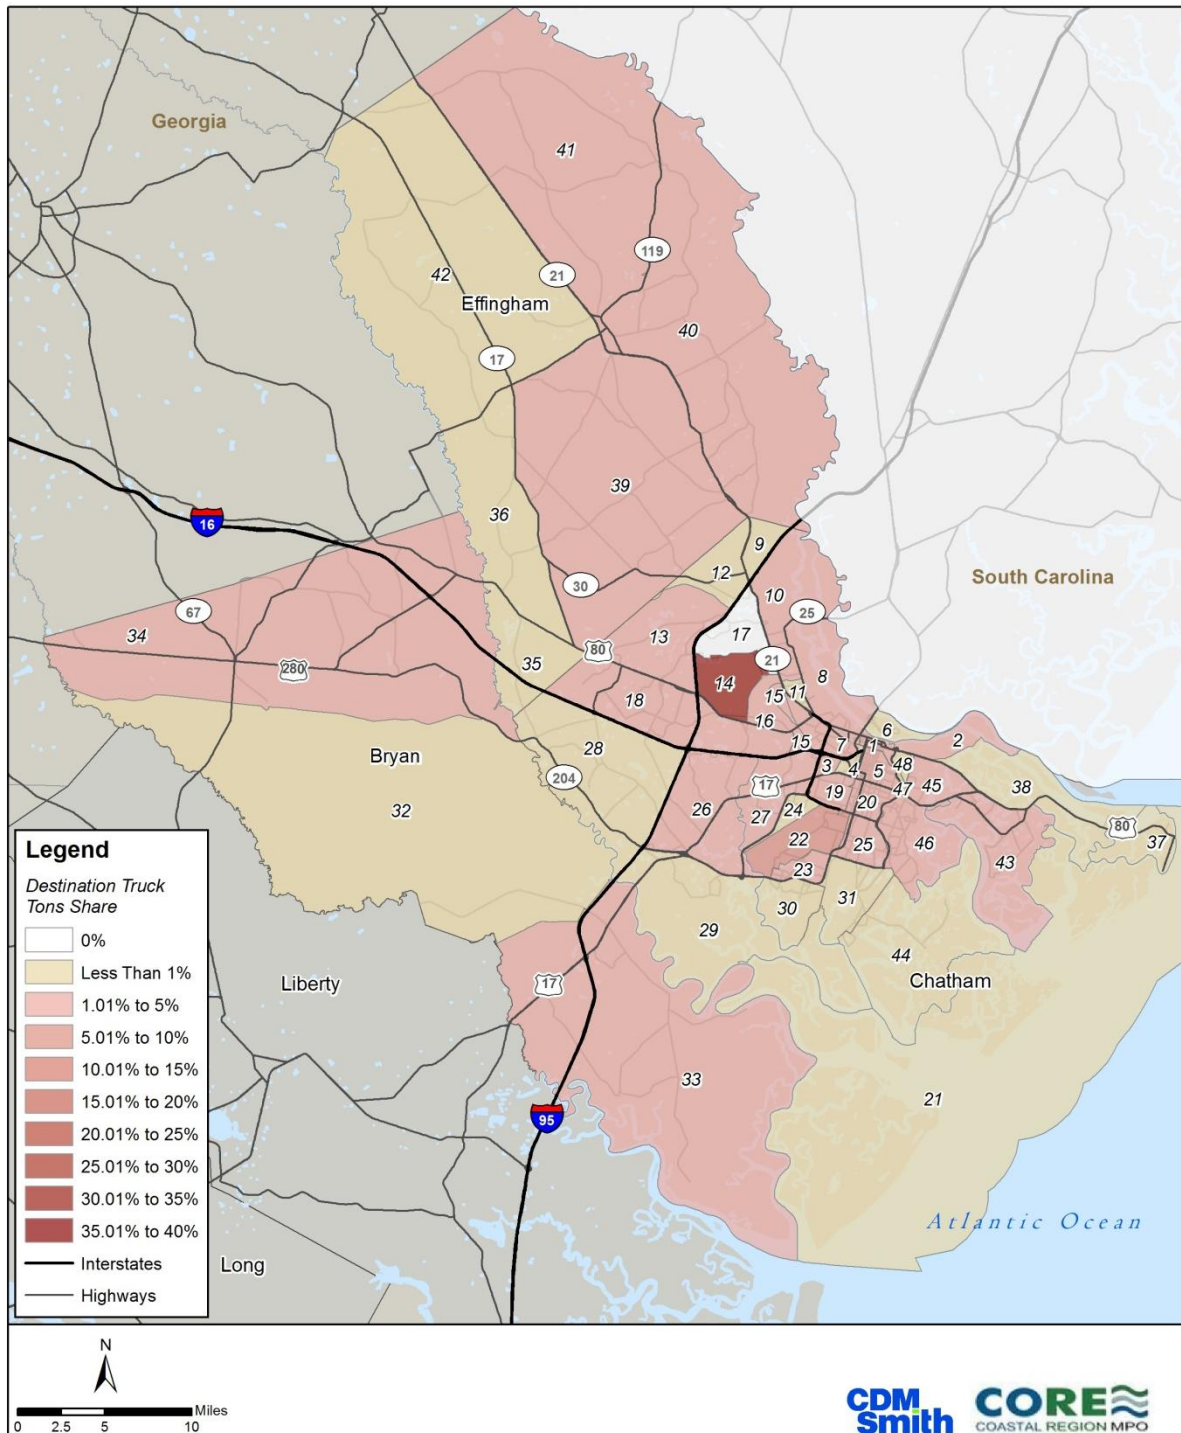 Georgia
41
119
42
21
Effingham
40
17
39
36
16
9
12
South Carolina
30
10
67
25
34
13
17
80
21
280
35
14
8
18
15
11
16
6
28
15
7
1
2
Bryan
3
4
5
48
204
17
19
47
45
38
32
26
27
24
20
80
22
25
46
37
23
43
31
30
29
44
17
Liberty
Chatham
33
21
95
Atlantic Ocean
Long
Legend
Destination Truck
Tons Share
0%
Less Than 1%
1.01% to 5%
5.01% to 10%
10.01% to 15%
15.01% to 20%
20.01% to 25%
25.01% to 30%
30.01% to 35%
35.01% to 40%
Interstates
Highways
N
Miles
0 2.5 5 10
CDM
Smith
CORE
COASTAL REGION MPO